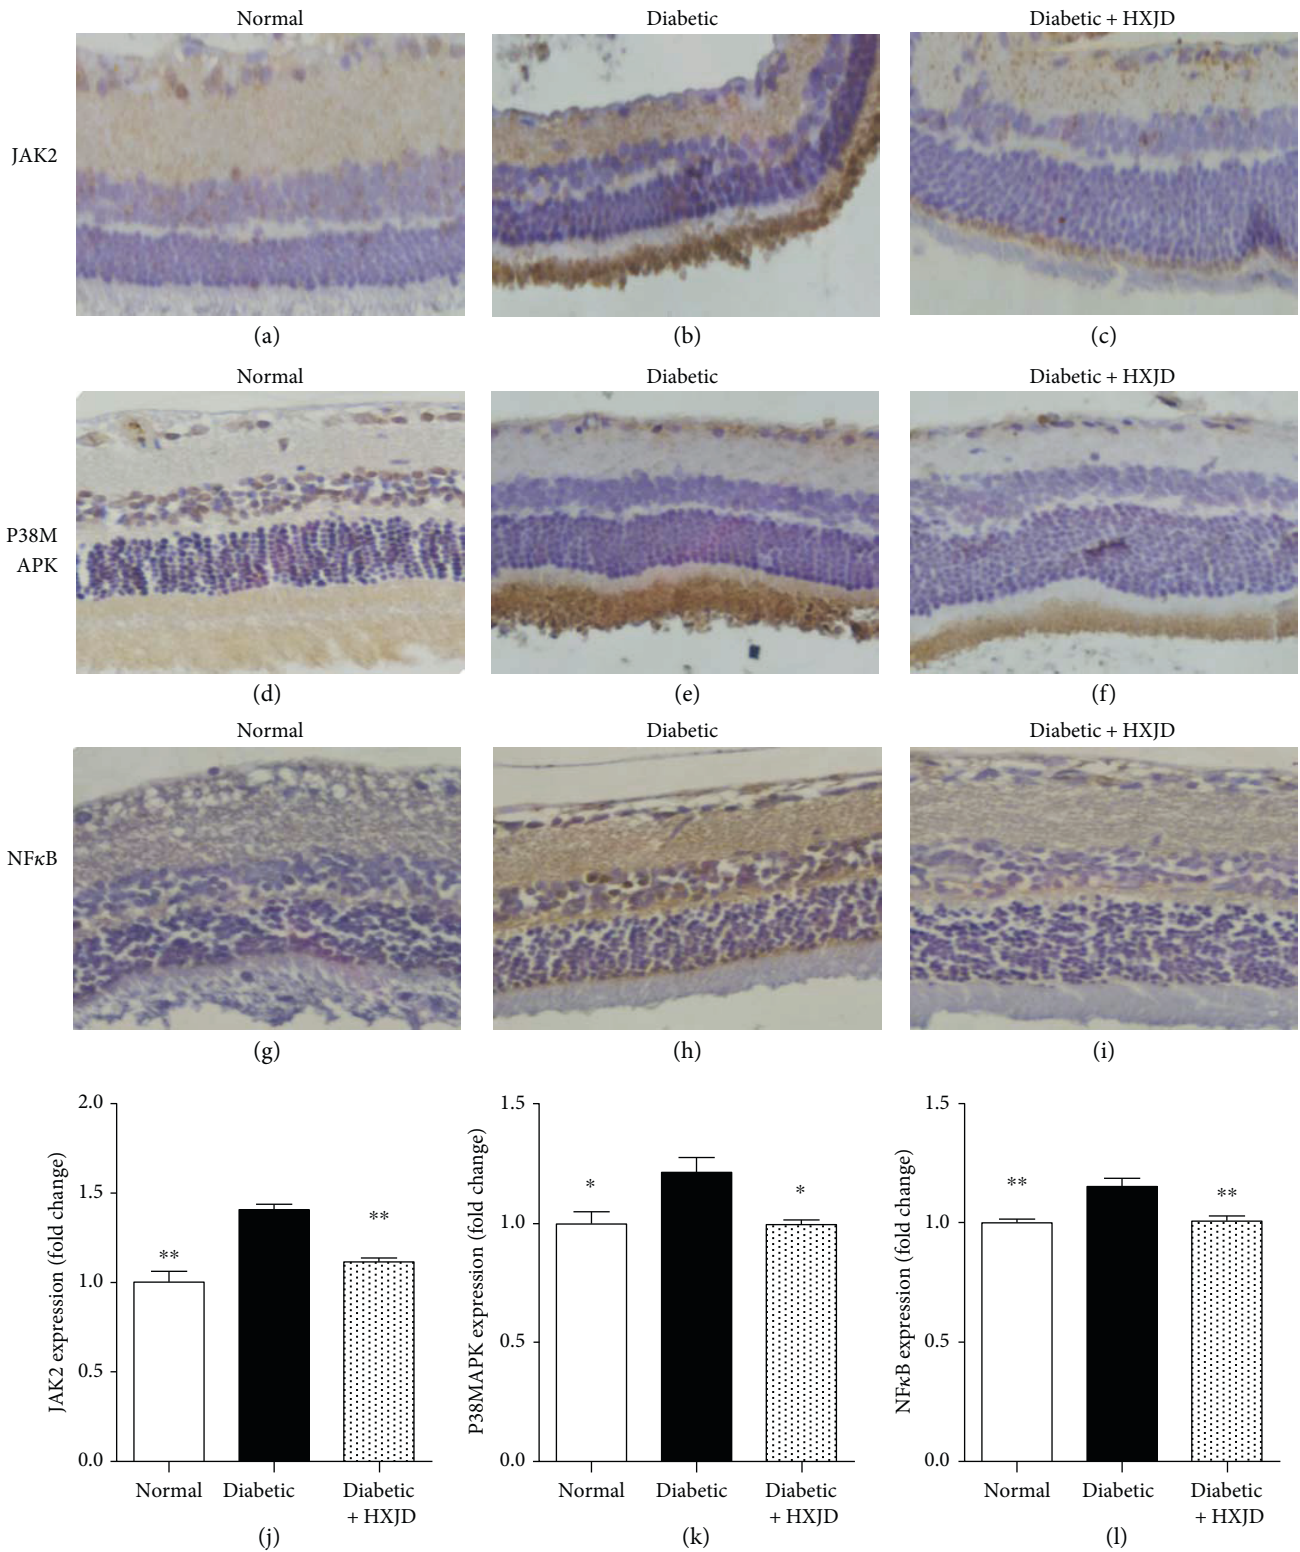 Normal
Diabetic
Diabetic + HXJD
JAK2
(a)
(b)
(c)
Normal
Diabetic
Diabetic + HXJD
P38M
APK
(d)
(e)
(f)
Normal
Diabetic
Diabetic + HXJD
NFκB
(g)
(h)
(i)
JAK2 expression (fold change)
2.0
1.5
1.0
0.5
0.0
**
**
Normal
Diabetic
Diabetic
+ HXJD
(j)
P38MAPK expression (fold change)
1.5
1.0
0.5
0.0
*
*
Normal
Diabetic
Diabetic
+ HXJD
(k)
NFκB expression (fold change)
1.5
1.0
0.5
0.0
**
**
Normal
Diabetic
Diabetic
+ HXJD
(l)